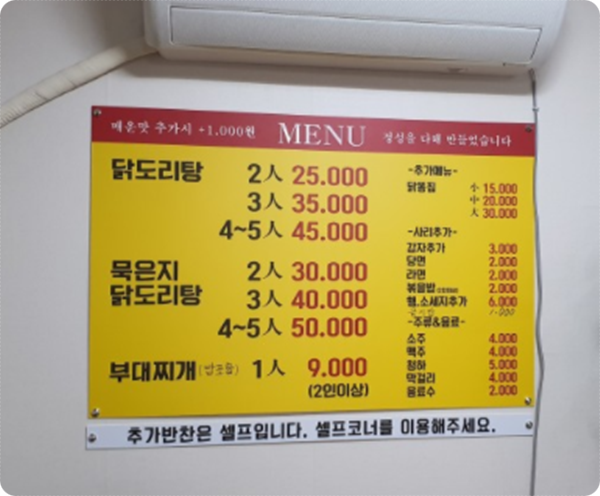 매운맛 추가시 +1.000원 MENU 정성을 다해 만들었습니다
닭도리탕 2人 25.000
3人 35.000
4~5人 45.000
묵은지
닭도리탕 2人 30.000
3人 40.000
4~5人 50.000
부대찌개 1人 9.000
(2인이상)
-추가메뉴-
닭똥집 小 15.000
中 20.000
大 30.000
-사리추가-
감자추가 3.000
당면 2.000
라면 2.000
볶음밥 2.000
햄.소세지추가 6.000
-주류&음료-
소주 4.000
맥주 4.000
청하 5.000
막걸리 4.000
음료수 2.000
추가반찬은 셀프입니다. 셀프코너를 이용해주세요.